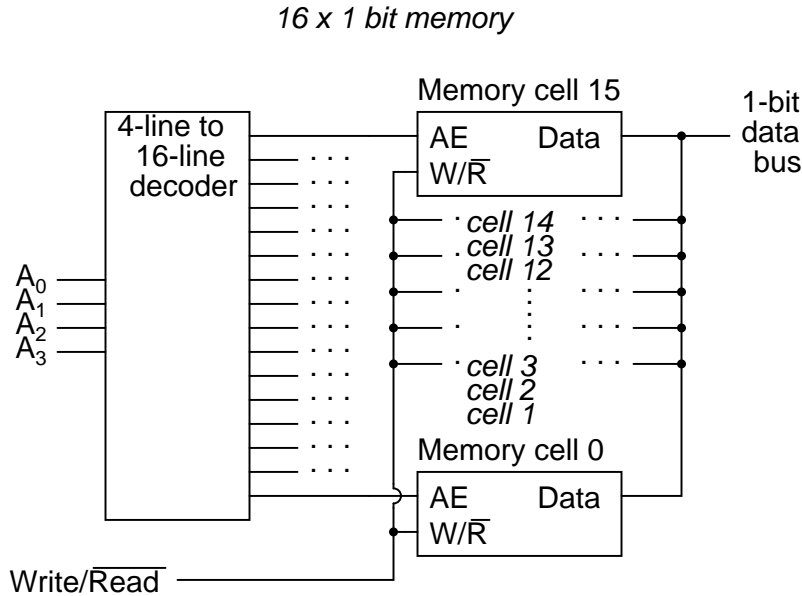 16 x 1 bit memory
Memory cell 15
4-line to
16-line
decoder
AE Data
W/R̅
1-bit
data
bus
. . .
. . .
. . .
. . .
. . .
. . .
. . .
. . .
. . .
. . .
. . .
. . .
. . .
. . .
A₀
A₁
A₂
A₃
. cell 14 . . .
. cell 13 . . .
cell 12
. . . .
. . . .
. cell 3 . . .
cell 2
cell 1
Memory cell 0
AE Data
W/R̅
Write/R̅e̅a̅d̅